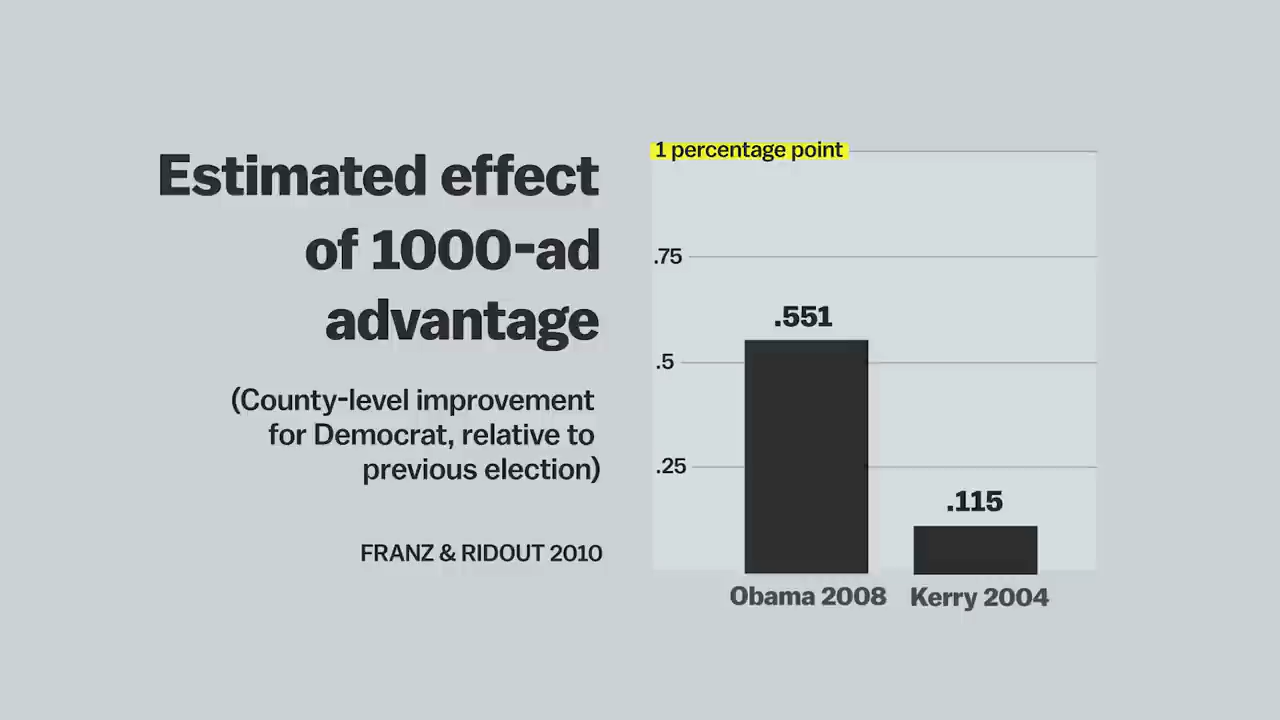 Estimated effect
of 1000-ad
advantage
(County-level improvement
for Democrat, relative to
previous election)
FRANZ & RIDOUT 2010
1 percentage point
.75
.551
.5
.25
.115
Obama 2008
Kerry 2004